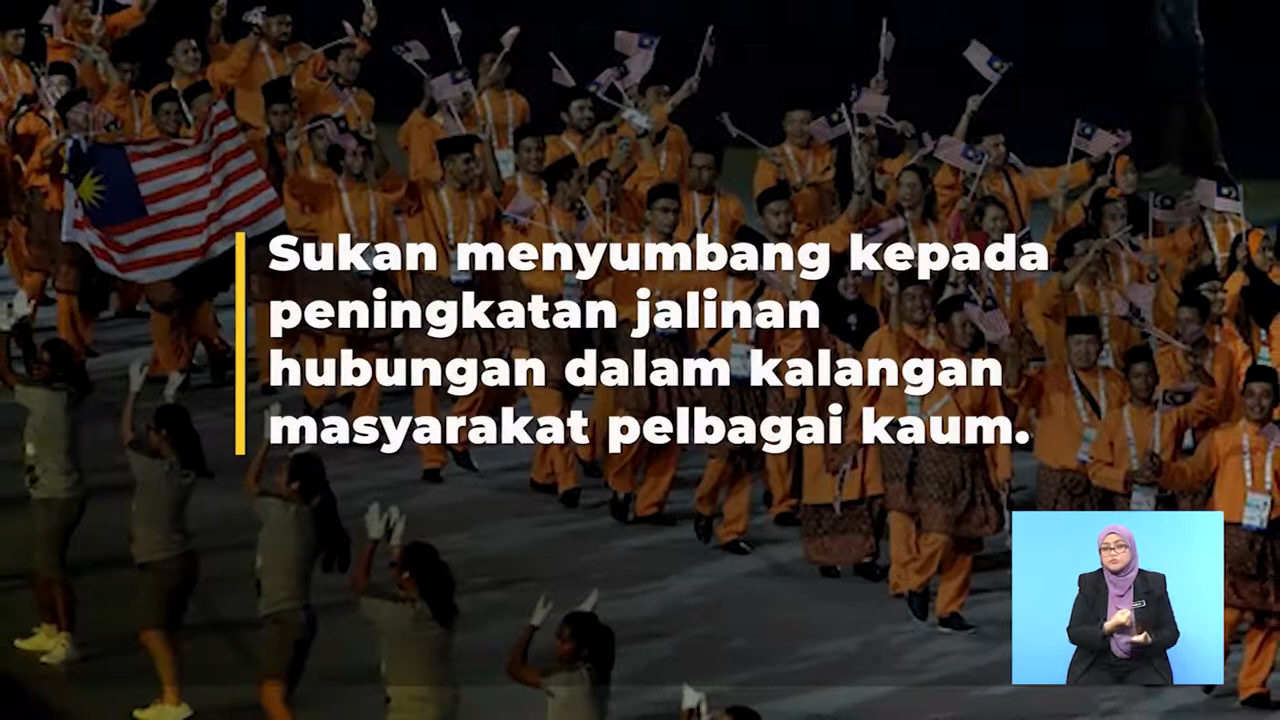 Sukan menyumbang kepada
peningkatan jalinan
hubungan dalam kalangan
masyarakat pelbagai kaum.